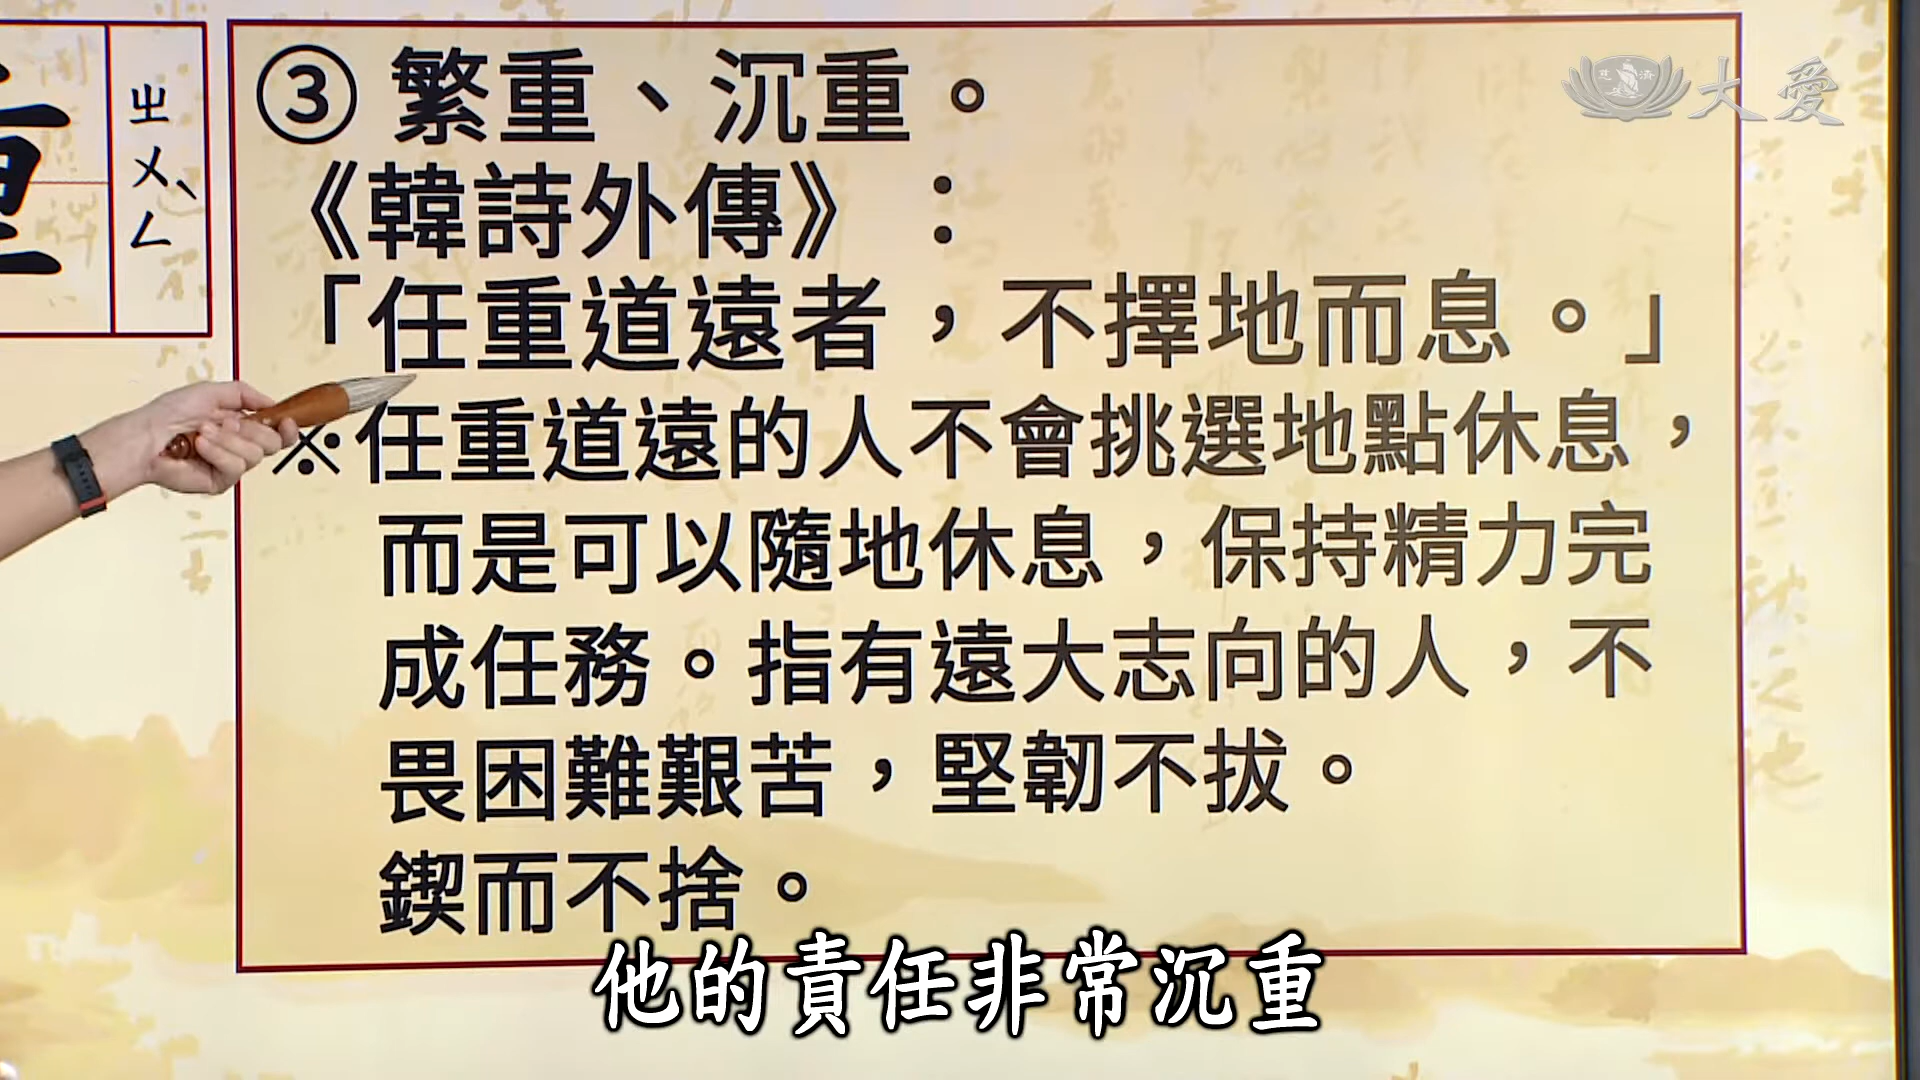 重
ㄓㄨㄥˋ
③ 繁重、沉重。
《韓詩外傳》：
「任重道遠者，不擇地而息。」
※任重道遠的人不會挑選地點休息，
而是可以隨地休息，保持精力完
成任務。指有遠大志向的人，不
畏困難艱苦，堅韌不拔。
鍥而不捨。
慈濟
大愛
他的責任非常沉重